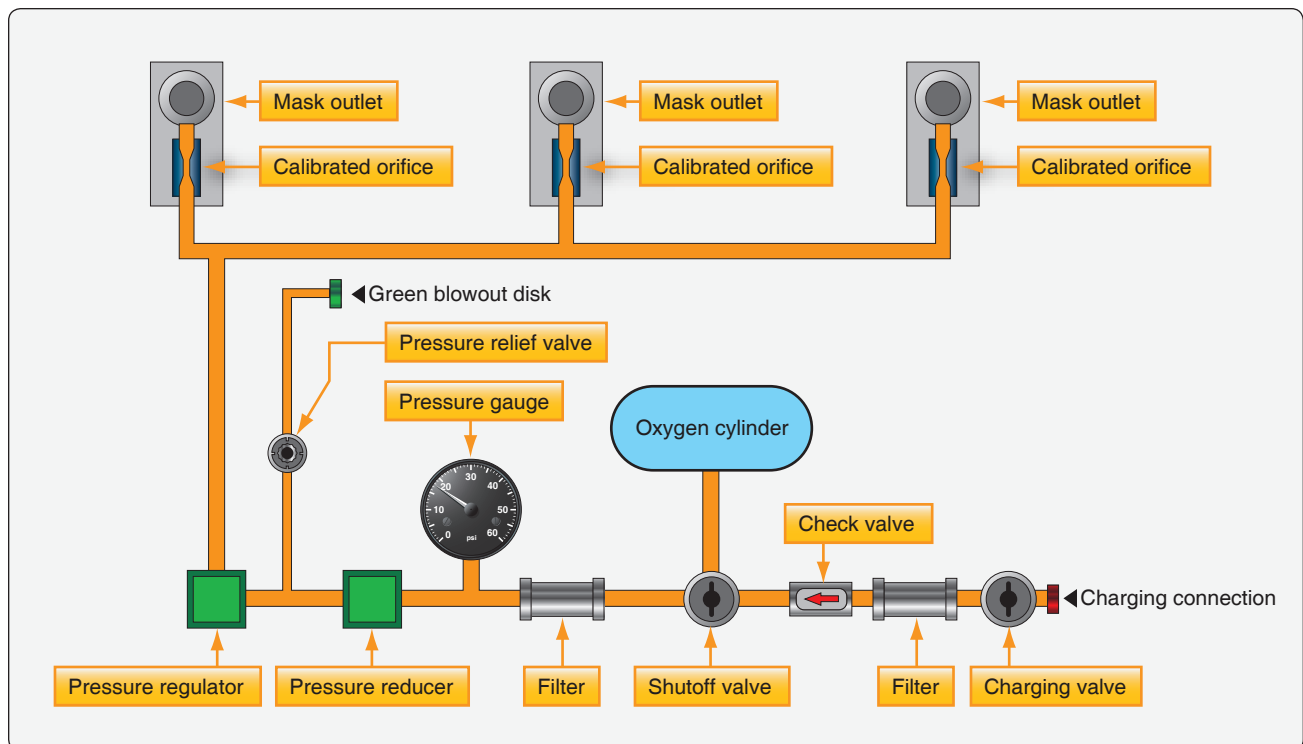 Mask outlet
Mask outlet
Mask outlet
Calibrated orifice
Calibrated orifice
Calibrated orifice
Green blowout disk
Pressure relief valve
Pressure gauge
Oxygen cylinder
0
10
20
30
40
50
60
psi
Check valve
Charging connection
Pressure regulator
Pressure reducer
Filter
Shutoff valve
Filter
Charging valve